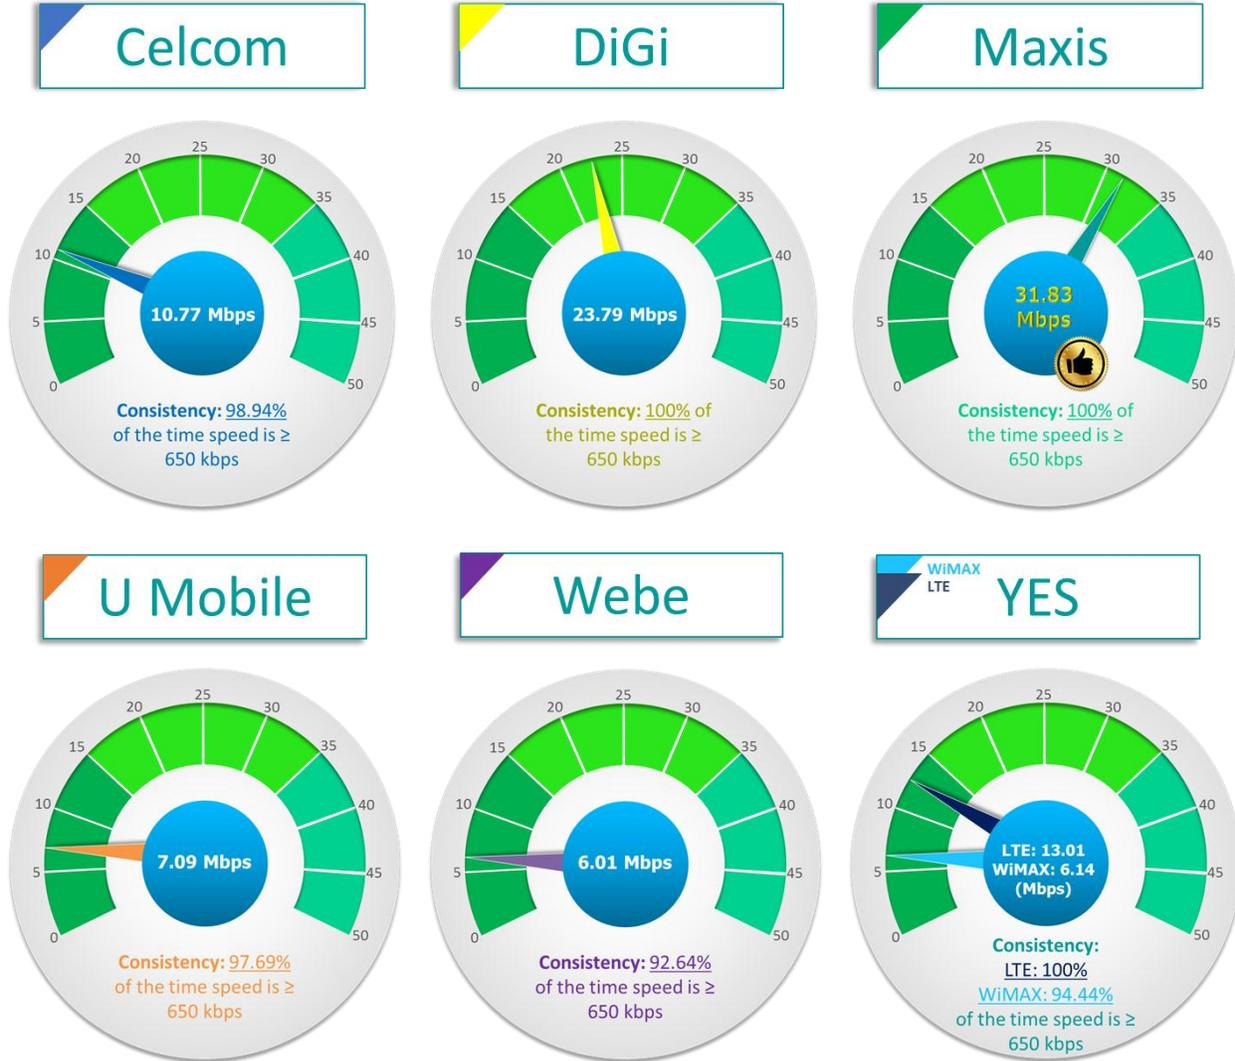 Celcom
0
5
10
15
20
25
30
35
40
45
50
10.77 Mbps
Consistency: 98.94%
of the time speed is ≥
650 kbps
DiGi
0
5
10
15
20
25
30
35
40
45
50
23.79 Mbps
Consistency: 100% of
the time speed is ≥
650 kbps
Maxis
0
5
10
15
20
25
30
35
40
45
50
31.83
Mbps
Consistency: 100% of
the time speed is ≥
650 kbps
U Mobile
0
5
10
15
20
25
30
35
40
45
50
7.09 Mbps
Consistency: 97.69%
of the time speed is ≥
650 kbps
Webe
0
5
10
15
20
25
30
35
40
45
50
6.01 Mbps
Consistency: 92.64%
of the time speed is ≥
650 kbps
WiMAX
LTE
YES
0
5
10
15
20
25
30
35
40
45
50
LTE: 13.01
WiMAX: 6.14
(Mbps)
Consistency:
LTE: 100%
WiMAX: 94.44%
of the time speed is ≥
650 kbps